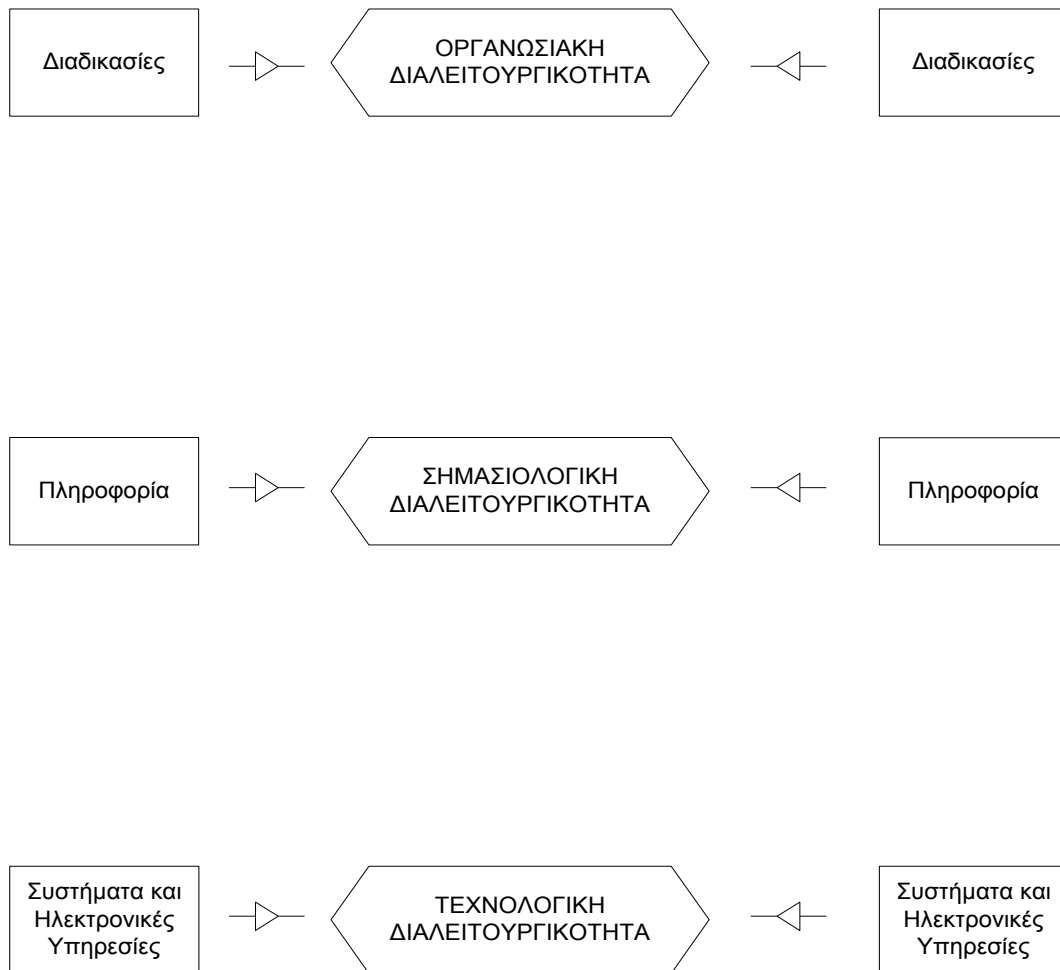 Διαδικασίες
ΟΡΓΑΝΩΣΙΑΚΗ
ΔΙΑΛΕΙΤΟΥΡΓΙΚΟΤΗΤΑ
Διαδικασίες
Πληροφορία
ΣΗΜΑΣΙΟΛΟΓΙΚΗ
ΔΙΑΛΕΙΤΟΥΡΓΙΚΟΤΗΤΑ
Πληροφορία
Συστήματα και
Ηλεκτρονικές
Υπηρεσίες
ΤΕΧΝΟΛΟΓΙΚΗ
ΔΙΑΛΕΙΤΟΥΡΓΙΚΟΤΗΤΑ
Συστήματα και
Ηλεκτρονικές
Υπηρεσίες